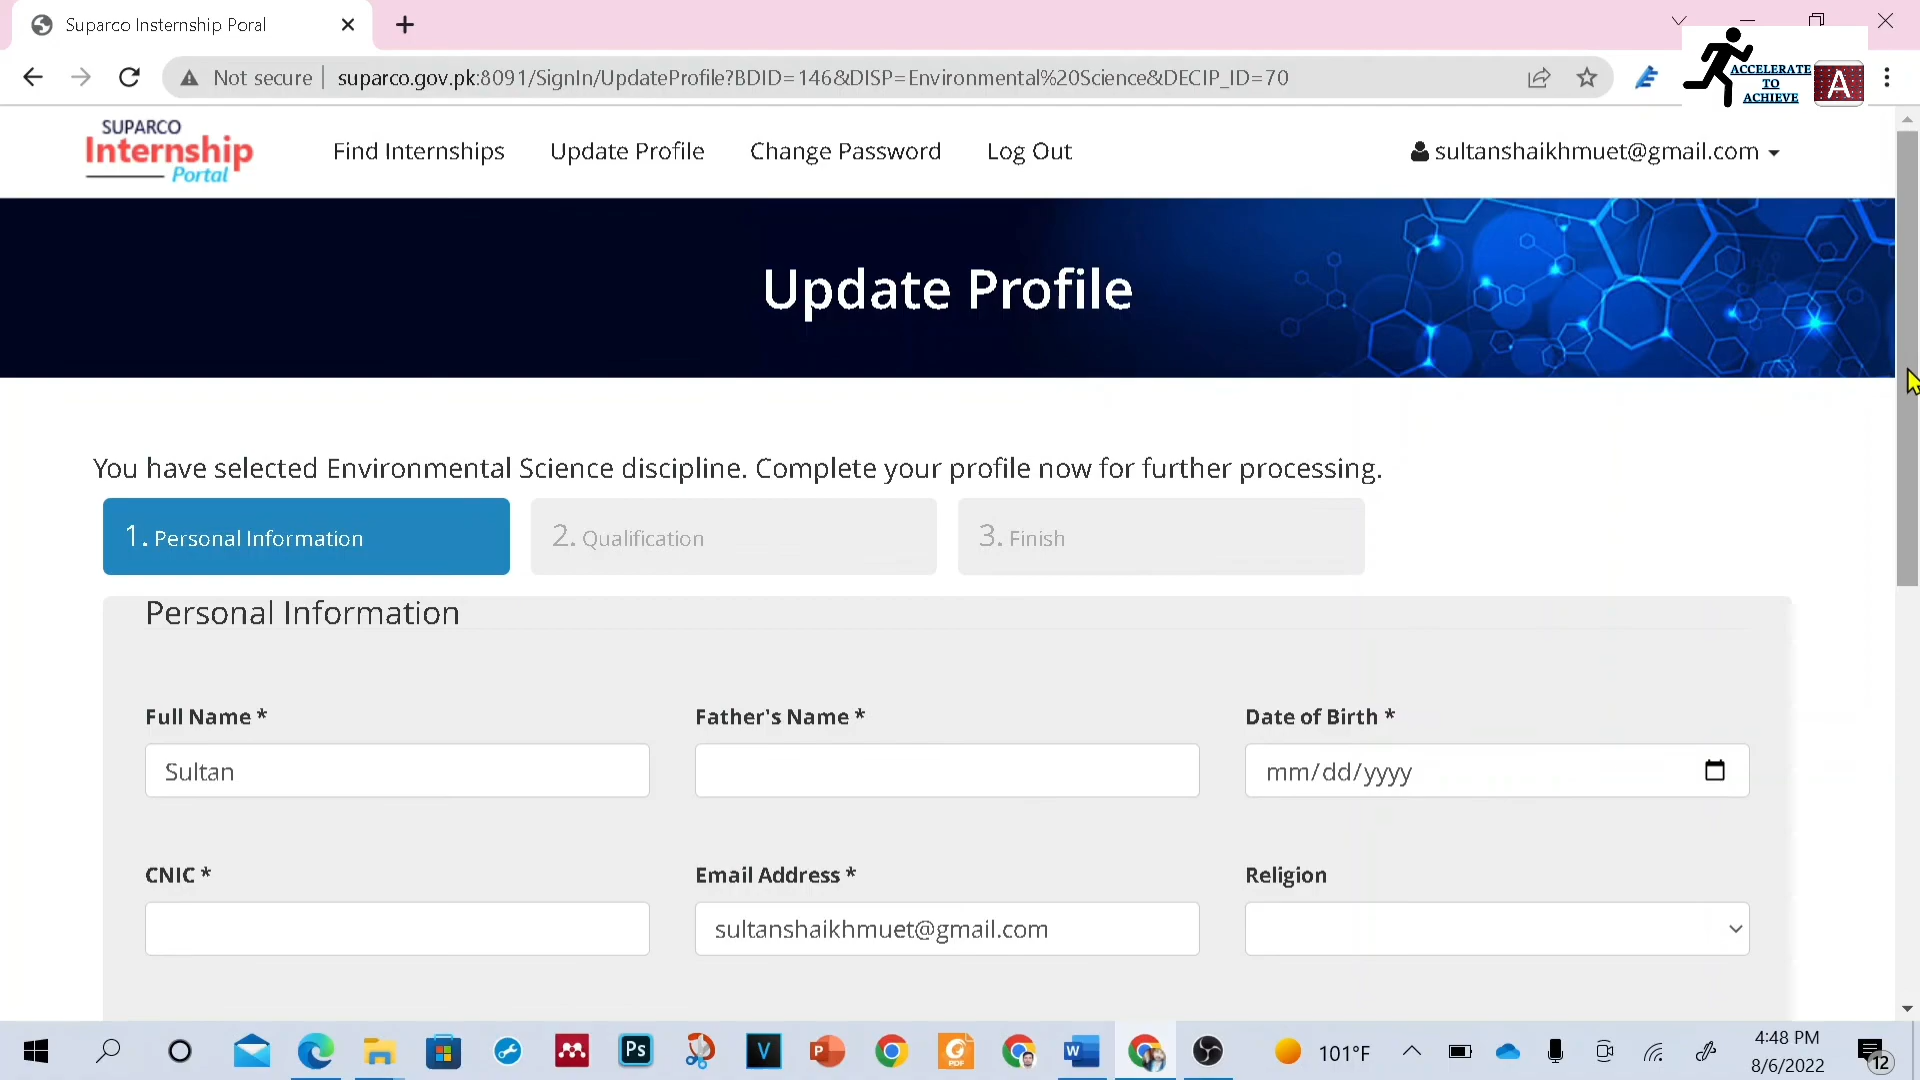 Suparco Insternship Poral
Not secure suparco.gov.pk:8091/SignIn/UpdateProfile?BDID=146&DISP=Environmental%20Science&DECIP_ID=70
ACCELERATE
TO
ACHIEVE
A
SUPARCO
Internship
Portal
Find Internships Update Profile Change Password Log Out sultanshaikhmuet@gmail.com
Update Profile
You have selected Environmental Science discipline. Complete your profile now for further processing.
1. Personal Information 2. Qualification 3. Finish
Personal Information
Full Name * Father's Name * Date of Birth *
Sultan mm/dd/yyyy
CNIC * Email Address * Religion
sultanshaikhmuet@gmail.com
Ps V P PDF W 101°F 4:48 PM
8/6/2022
12